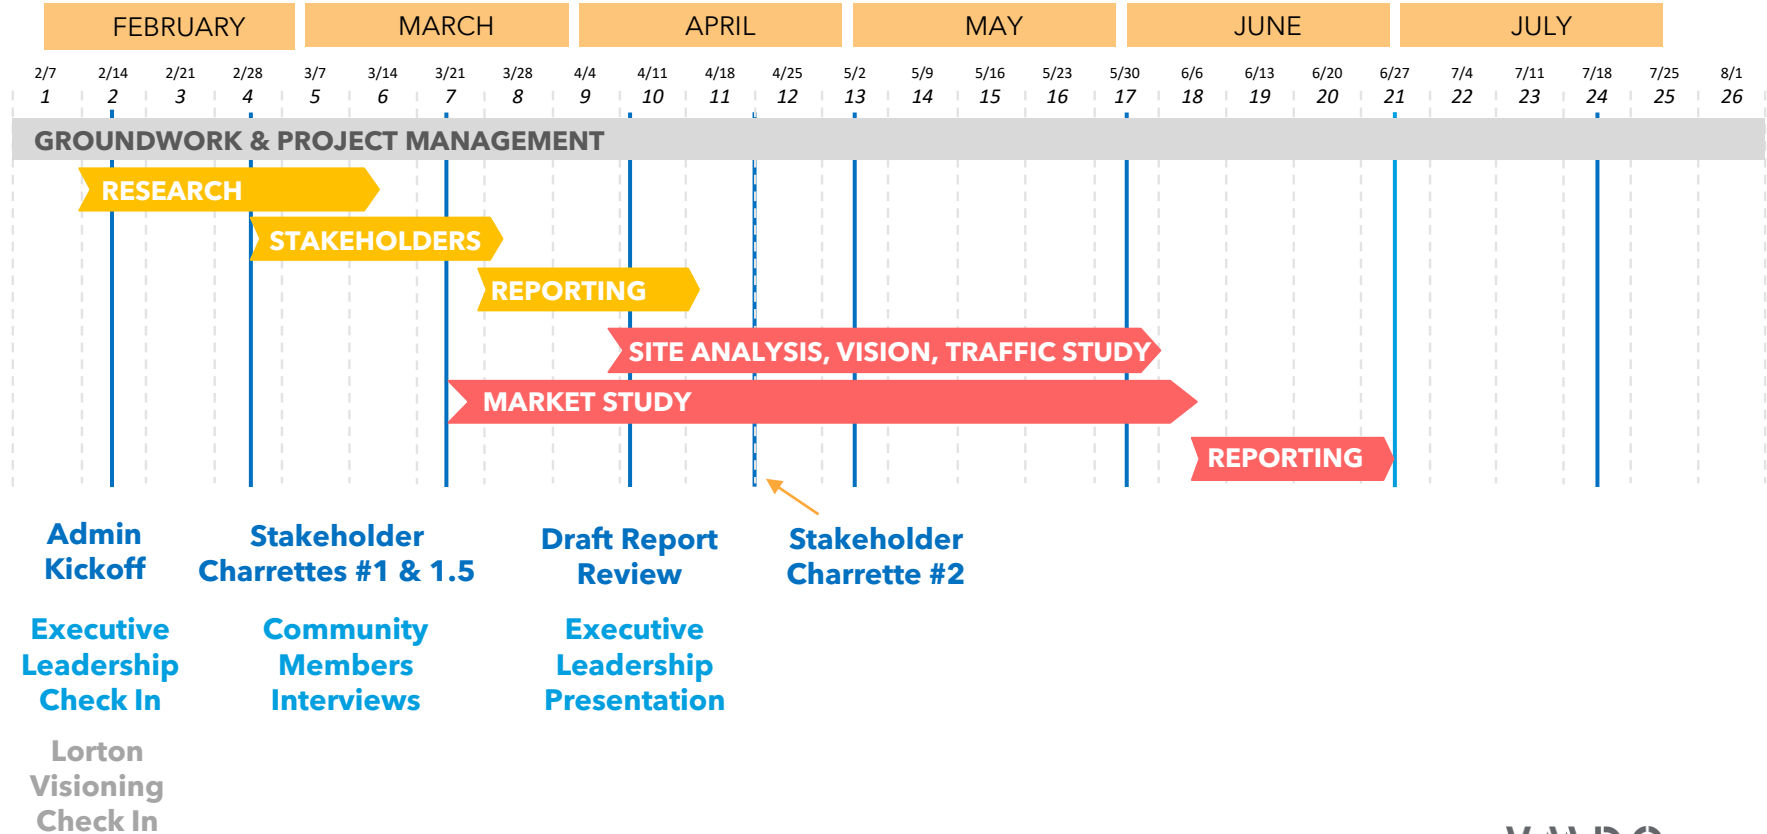 FEBRUARY MARCH APRIL MAY JUNE JULY
2/7 2/14 2/21 2/28 3/7 3/14 3/21 3/28 4/4 4/11 4/18 4/25 5/2 5/9 5/16 5/23 5/30 6/6 6/13 6/20 6/27 7/4 7/11 7/18 7/25 8/1
1 2 3 4 5 6 7 8 9 10 11 12 13 14 15 16 17 18 19 20 21 22 23 24 25 26
GROUNDWORK & PROJECT MANAGEMENT
RESEARCH
STAKEHOLDERS
REPORTING
SITE ANALYSIS, VISION, TRAFFIC STUDY
MARKET STUDY
REPORTING
Admin
Kickoff
Stakeholder
Charrettes #1 & 1.5
Draft Report
Review
Stakeholder
Charrette #2
Executive
Leadership
Check In
Community
Members
Interviews
Executive
Leadership
Presentation
Lorton
Visioning
Check In